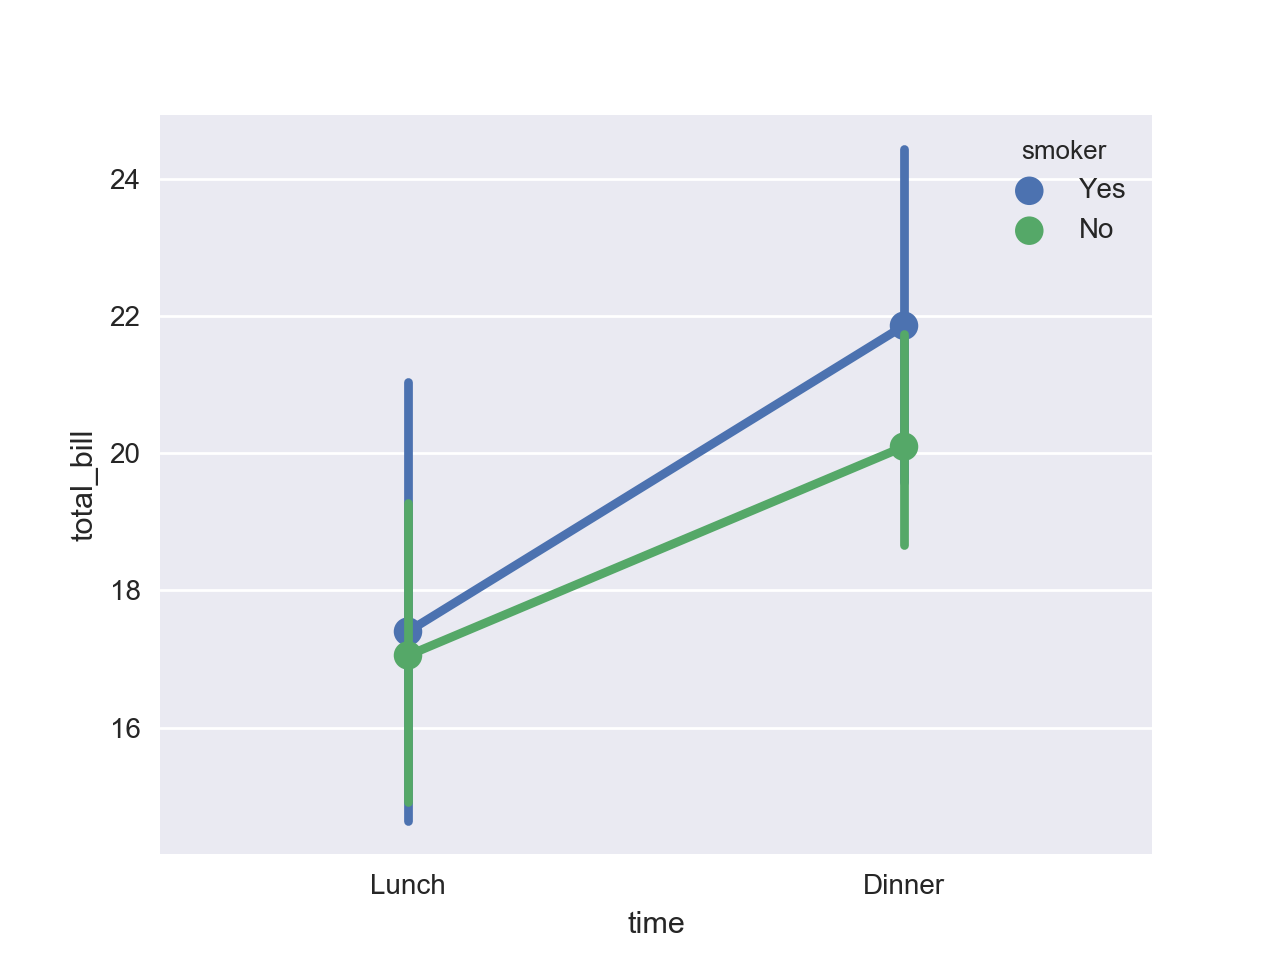 smoker
Yes
No
24
22
20
18
16
total_bill
Lunch
Dinner
time